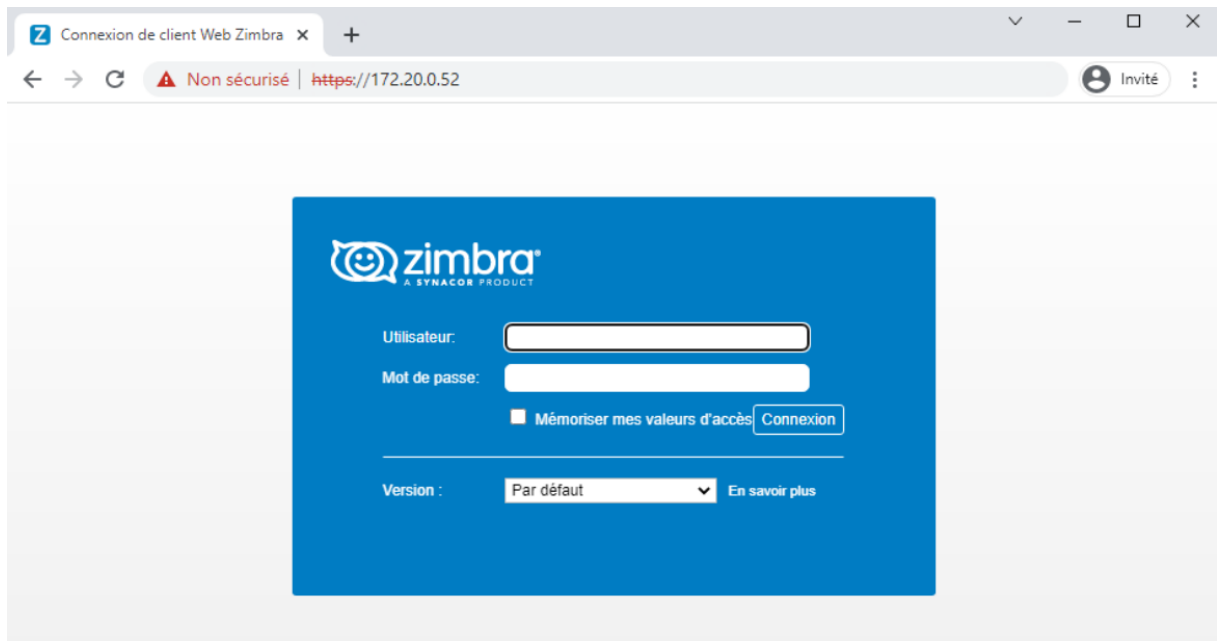 Connexion de client Web Zimbra
Non sécurisé | https://172.20.0.52
Invité
zimbra
A SYNACOR PRODUCT
Utilisateur:
Mot de passe:
Mémoriser mes valeurs d'accès Connexion
Version : Par défaut En savoir plus